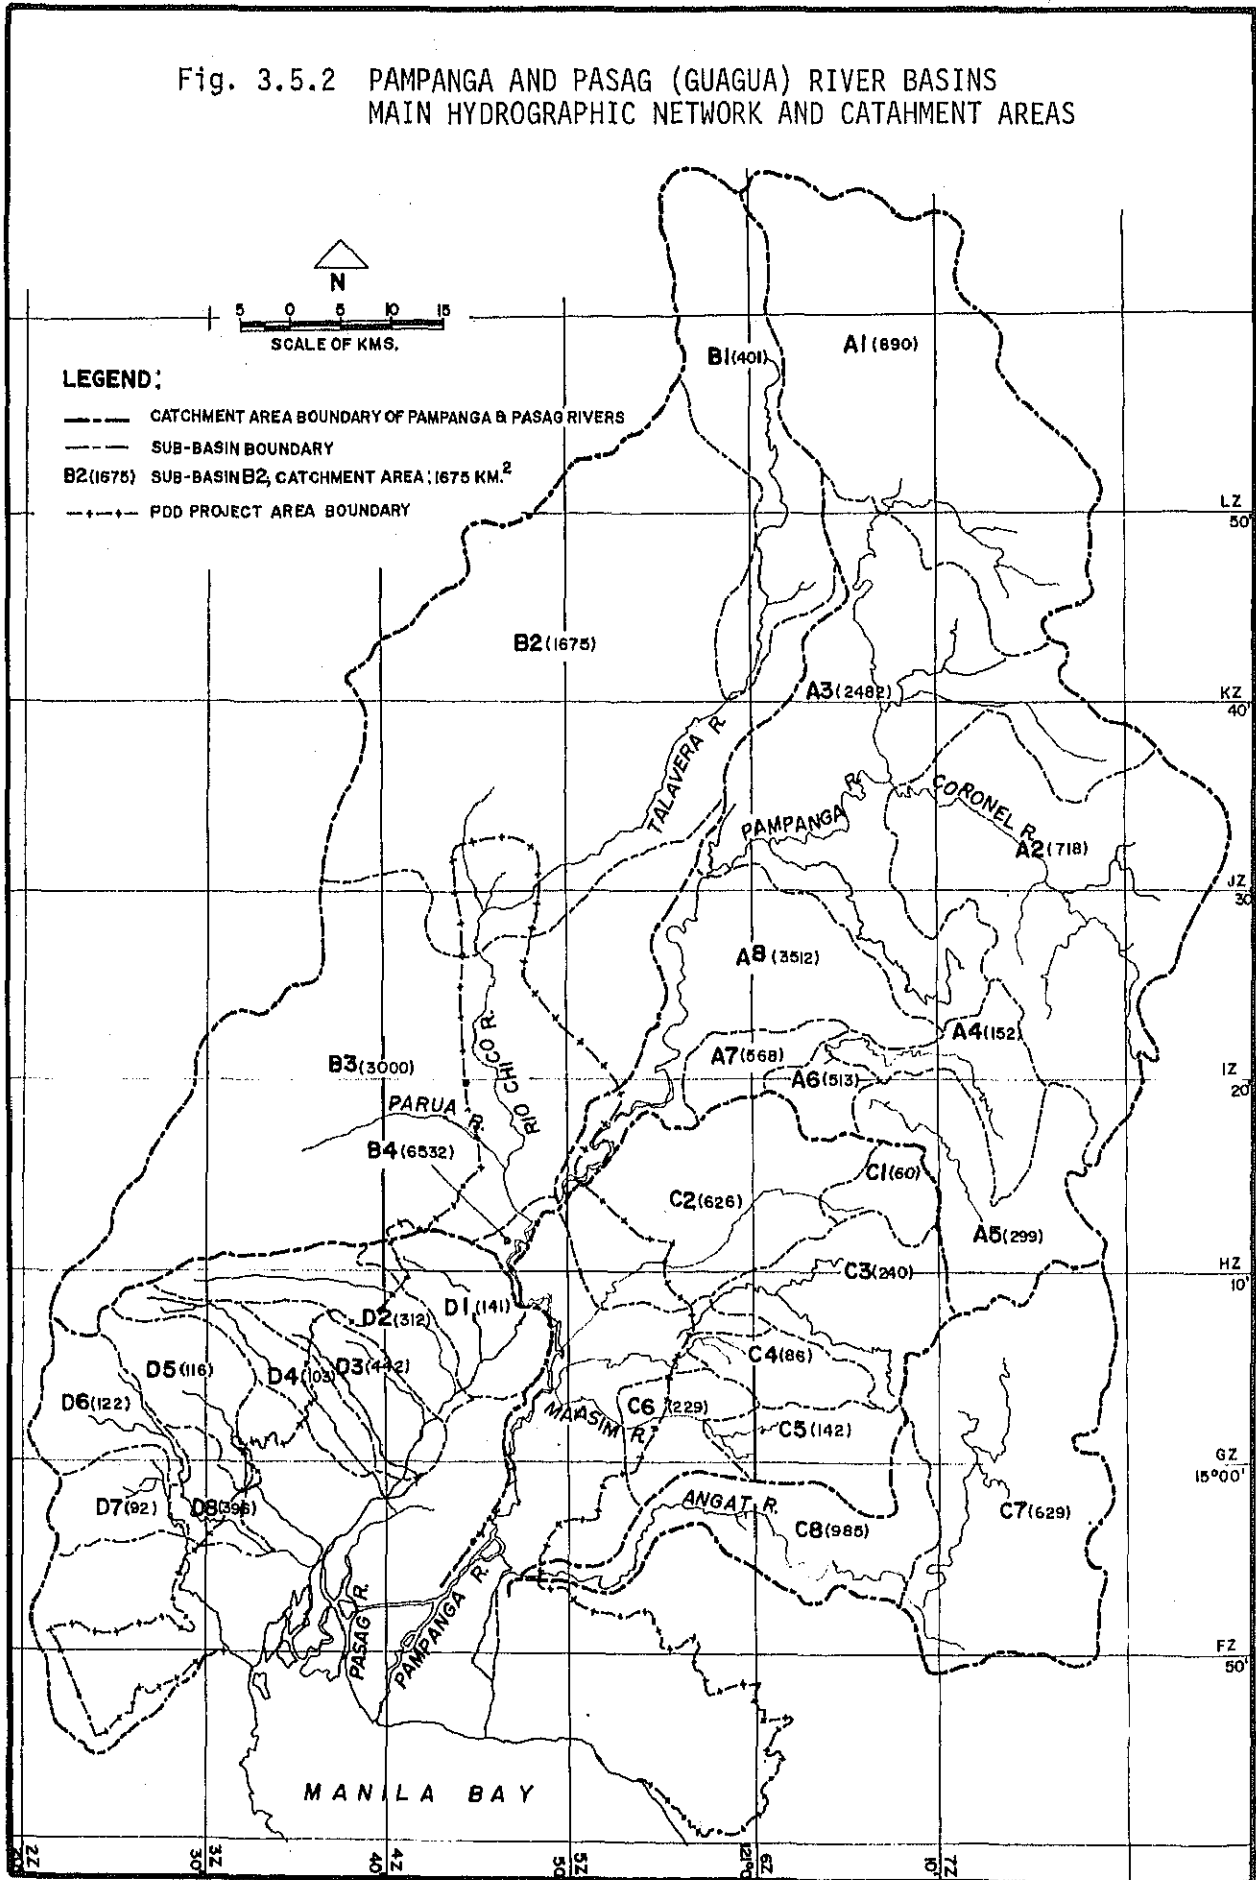 Fig. 3.5.2 PAMPANGA AND PASAG (GUAGUA) RIVER BASINS
MAIN HYDROGRAPHIC NETWORK AND CATAHMENT AREAS
N
5 0 5 10 15
SCALE OF KMS.
LEGEND:
CATCHMENT AREA BOUNDARY OF PAMPANGA & PASAG RIVERS
SUB-BASIN BOUNDARY
B2(1675) SUB-BASIN B2, CATCHMENT AREA; 1675 KM.²
PDD PROJECT AREA BOUNDARY
B1(401)
A1(890)
LZ
50'
B2(1675)
A3(2482)
KZ
40'
TALAVERA R.
PAMPANGA R.
CORONEL R.
A2(718)
JZ
30'
A8(3512)
A4(152)
A7(568)
A6(513)
IZ
20'
B3(3000)
RIO CHICO R.
PARUA R.
B4(6532)
C1(60)
C2(626)
A5(299)
C3(240)
HZ
10'
D1(141)
D2(312)
D3(442)
D4(103)
D5(116)
D6(122)
C4(86)
C6(229)
MAASIM R.
C5(142)
GZ
15°00'
D7(92)
D8(396)
ANGAT R.
C8(985)
C7(629)
PASAG R.
PAMPANGA R.
FZ
50'
MANILA BAY
2Z
20'
3Z
30'
4Z
40'
5Z
50'
6Z
121°0'
7Z
10'